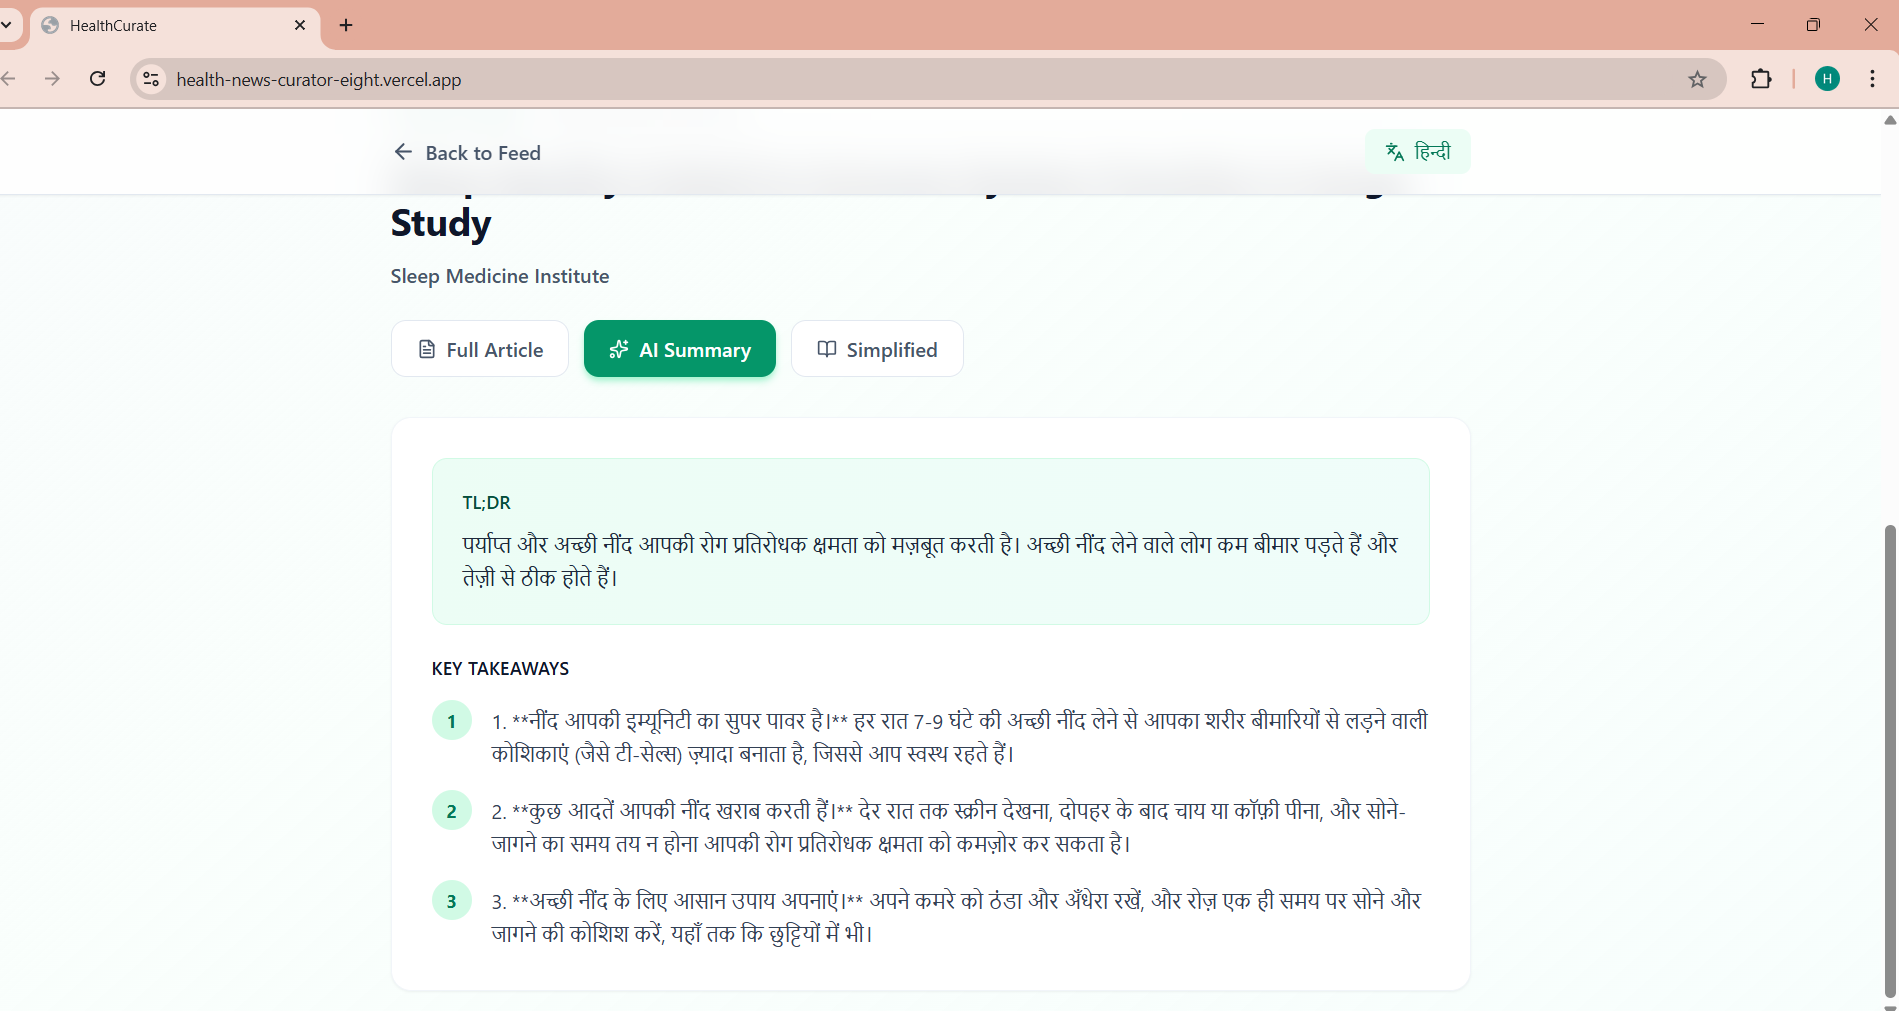 HealthCurate
health-news-curator-eight.vercel.app
H
Back to Feed
हिन्दी
Study
Sleep Medicine Institute
Full Article
AI Summary
Simplified
TL;DR
पर्याप्त और अच्छी नींद आपकी रोग प्रतिरोधक क्षमता को मज़बूत करती है। अच्छी नींद लेने वाले लोग कम बीमार पड़ते हैं और
तेज़ी से ठीक होते हैं।
KEY TAKEAWAYS
1
1. **नींद आपकी इम्यूनिटी का सुपर पावर है।** हर रात 7-9 घंटे की अच्छी नींद लेने से आपका शरीर बीमारियों से लड़ने वाली
कोशिकाएं (जैसे टी-सेल्स) ज़्यादा बनाता है, जिससे आप स्वस्थ रहते हैं।
2
2. **कुछ आदतें आपकी नींद खराब करती हैं।** देर रात तक स्क्रीन देखना, दोपहर के बाद चाय या कॉफ़ी पीना, और सोने-
जागने का समय तय न होना आपकी रोग प्रतिरोधक क्षमता को कमज़ोर कर सकता है।
3
3. **अच्छी नींद के लिए आसान उपाय अपनाएं।** अपने कमरे को ठंडा और अँधेरा रखें, और रोज़ एक ही समय पर सोने और
जागने की कोशिश करें, यहाँ तक कि छुट्टियों में भी।